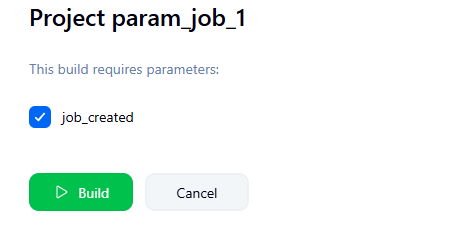 Project param_job_1
This build requires parameters:
job_created
Build
Cancel